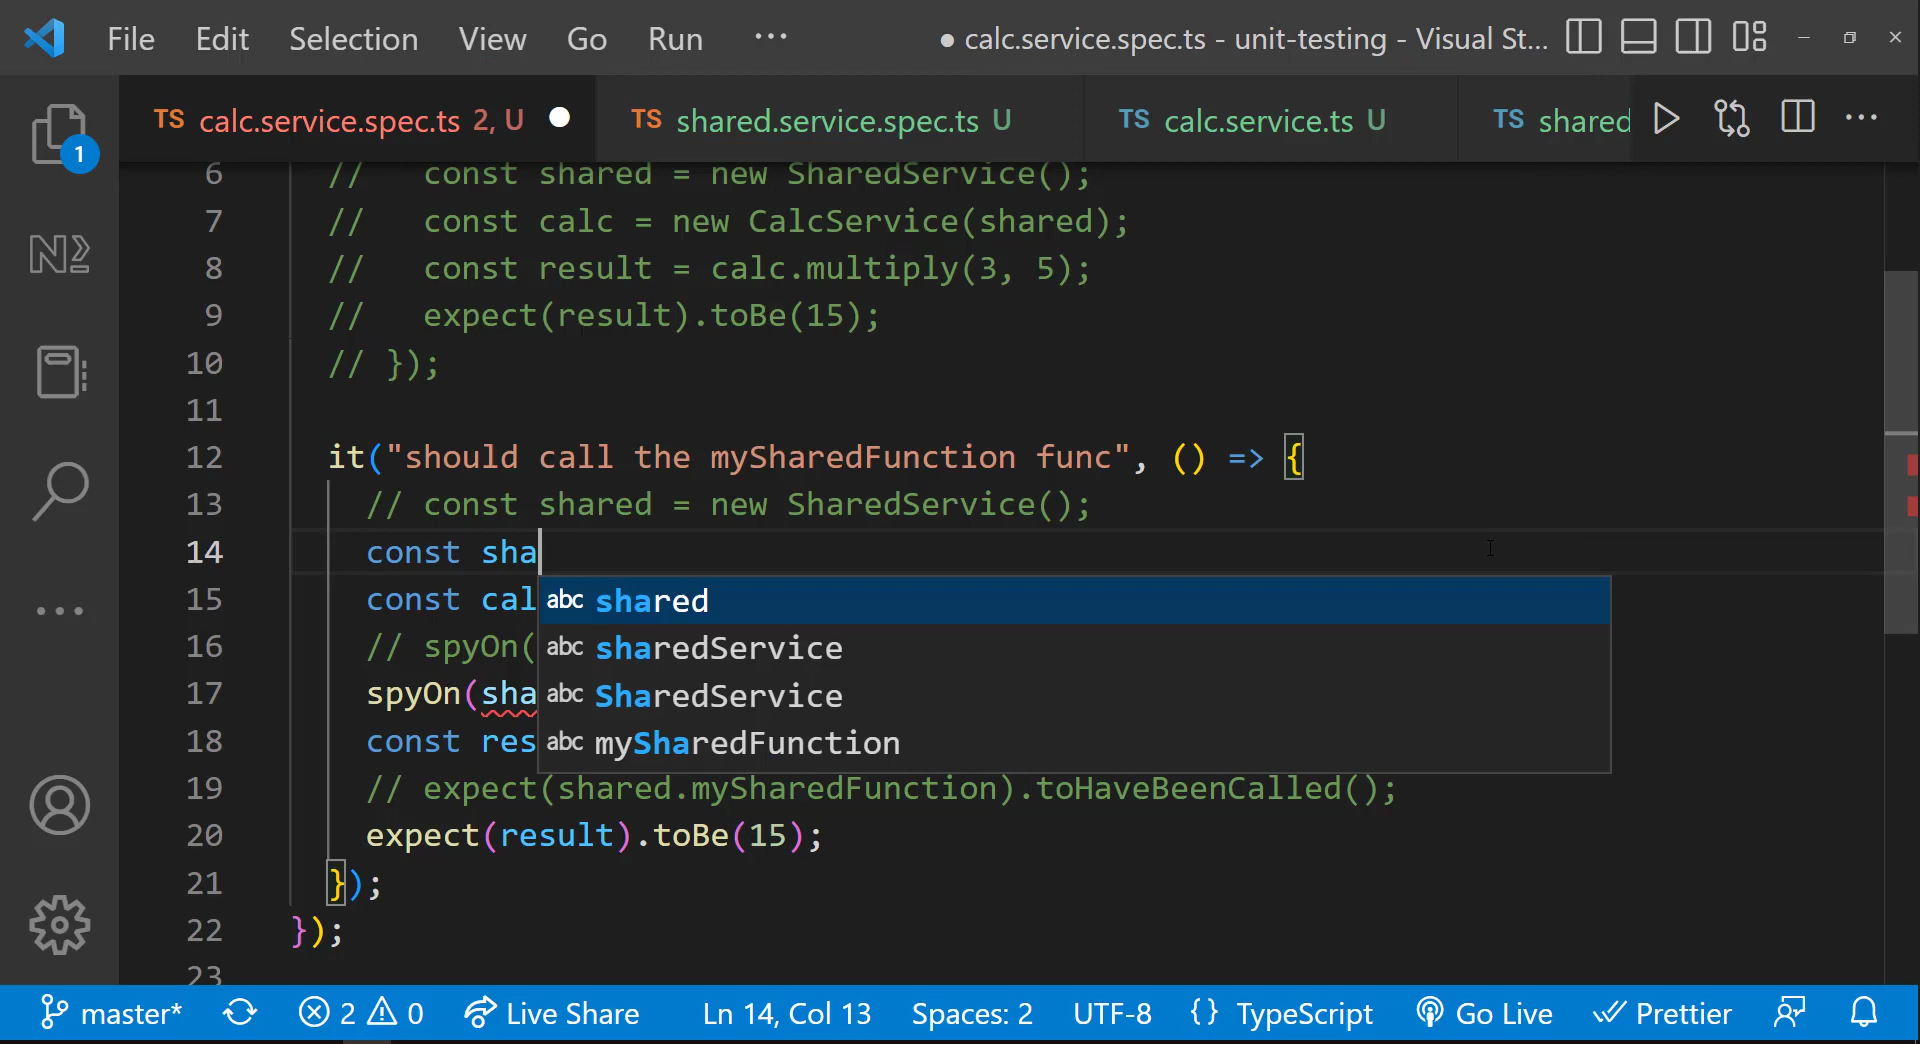 File Edit Selection View Go Run ··· ● calc.service.spec.ts - unit-testing - Visual St...
TS calc.service.spec.ts 2, U ● TS shared.service.spec.ts U TS calc.service.ts U TS shared
1
6 // const shared = new SharedService();
7 // const calc = new CalcService(shared);
8 // const result = calc.multiply(3, 5);
9 // expect(result).toBe(15);
10 // });
11
12 it("should call the mySharedFunction func", () => {
13 // const shared = new SharedService();
14 const sha
15 const cal
abc shared
16 // spyOn(
abc sharedService
17 spyOn(sha
abc SharedService
18 const res
abc mySharedFunction
19 // expect(shared.mySharedFunction).toHaveBeenCalled();
20 expect(result).toBe(15);
21 });
22 });
23
master* 2 0 Live Share Ln 14, Col 13 Spaces: 2 UTF-8 {} TypeScript Go Live Prettier